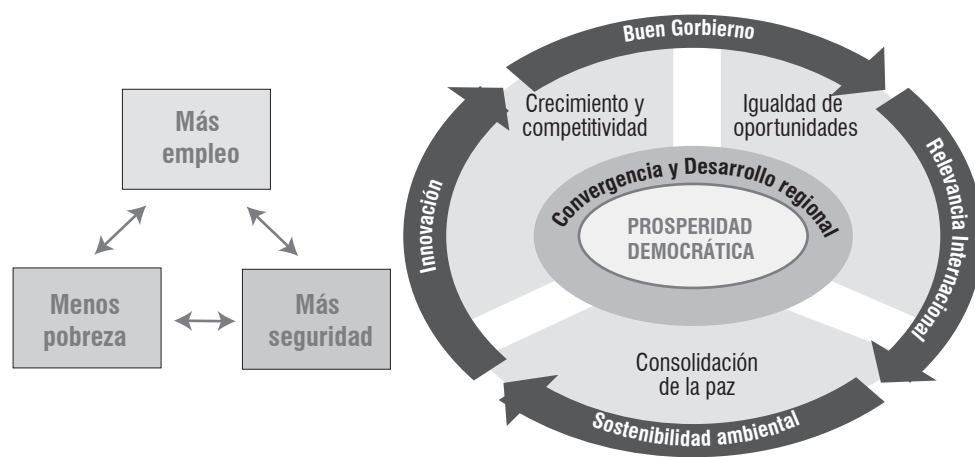 Más
empleo
Menos
pobreza
Más
seguridad
Buen Gorbierno
Crecimiento y
competitividad
Igualdad de
oportunidades
Innovación
Convergencia y Desarrollo regional
Relevancia Internacional
PROSPERIDAD
DEMOCRÁTICA
Consolidación
de la paz
Sostenibilidad ambiental